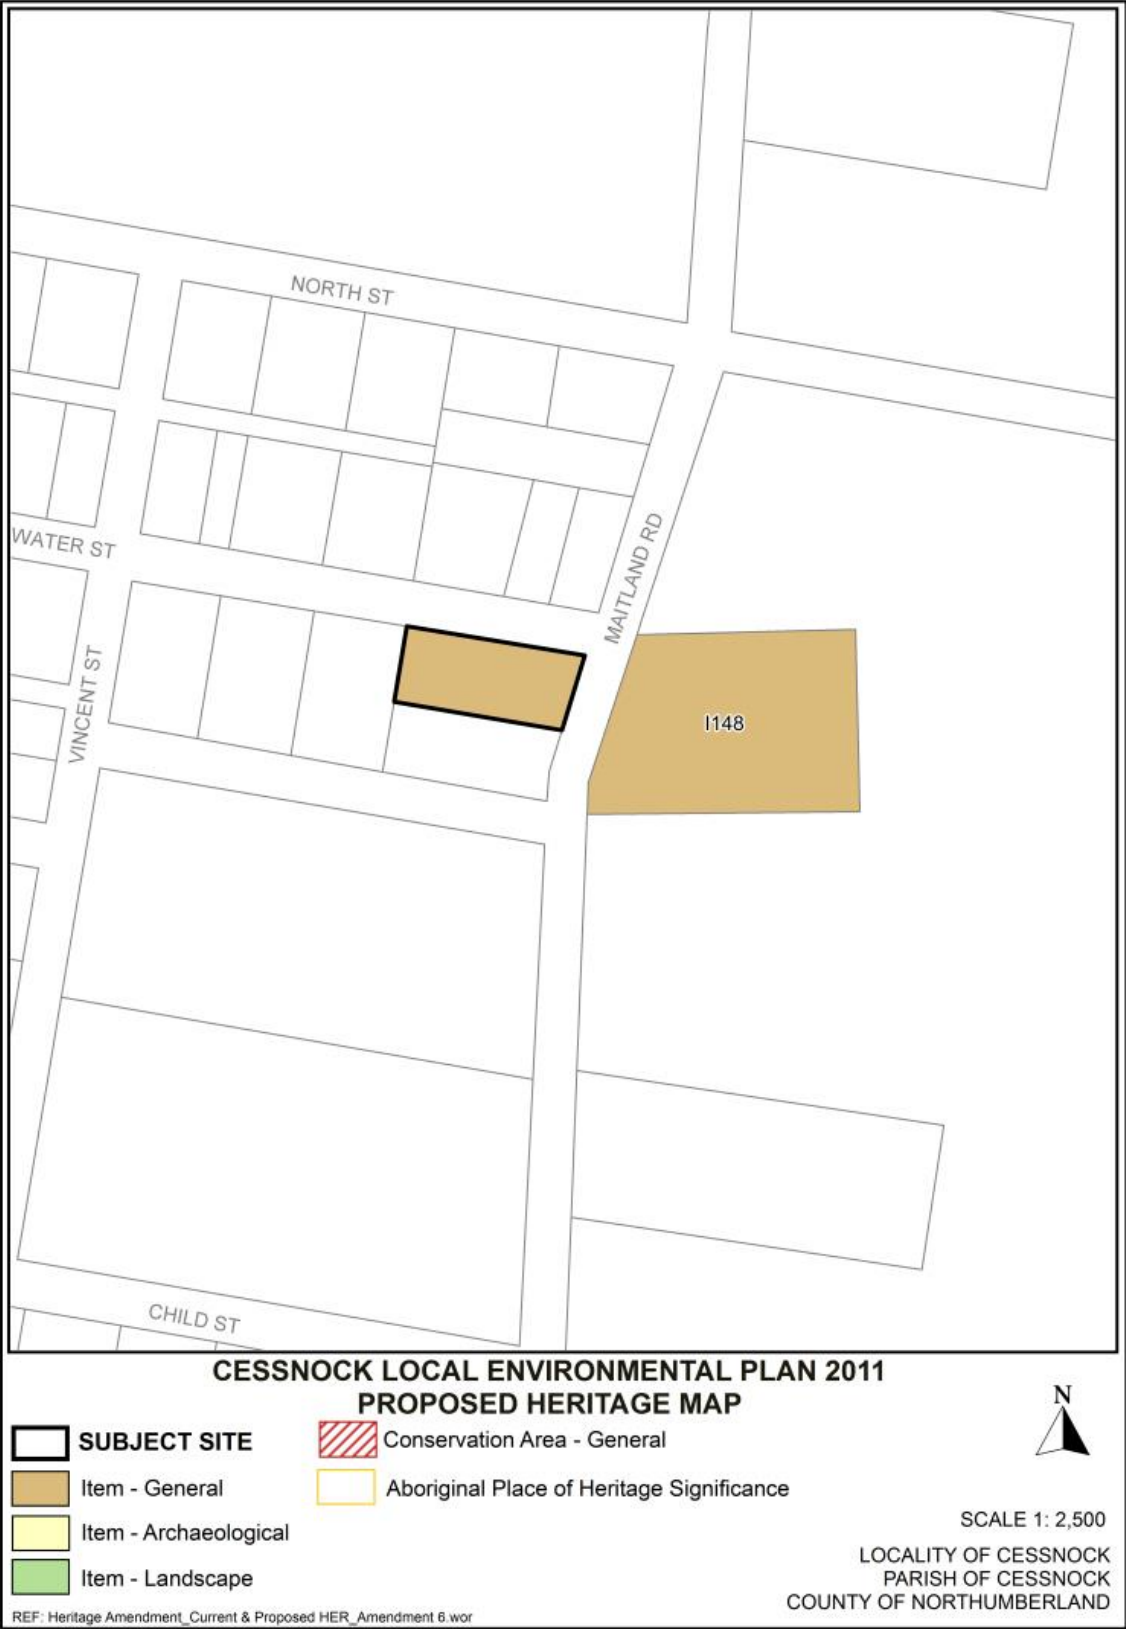 NORTH ST
MAITLAND RD
WATER ST
VINCENT ST
I148
CHILD ST
CESSNOCK LOCAL ENVIRONMENTAL PLAN 2011
PROPOSED HERITAGE MAP
N
SUBJECT SITE
Conservation Area - General
Item - General
Aboriginal Place of Heritage Significance
Item - Archaeological
Item - Landscape
SCALE 1: 2,500
LOCALITY OF CESSNOCK
PARISH OF CESSNOCK
COUNTY OF NORTHUMBERLAND
REF: Heritage Amendment_Current & Proposed HER_Amendment 6.wor